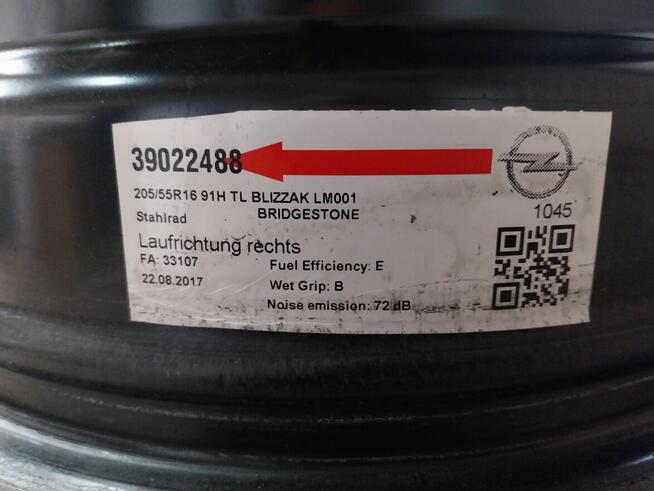 39022488
205/55R16 91H TL BLIZZAK LM001
BRIDGESTONE
Stahlrad
1045
Laufrichtung rechts
FA: 33107
Fuel Efficiency: E
22.08.2017
Wet Grip: B
Noise emission: 72 dB